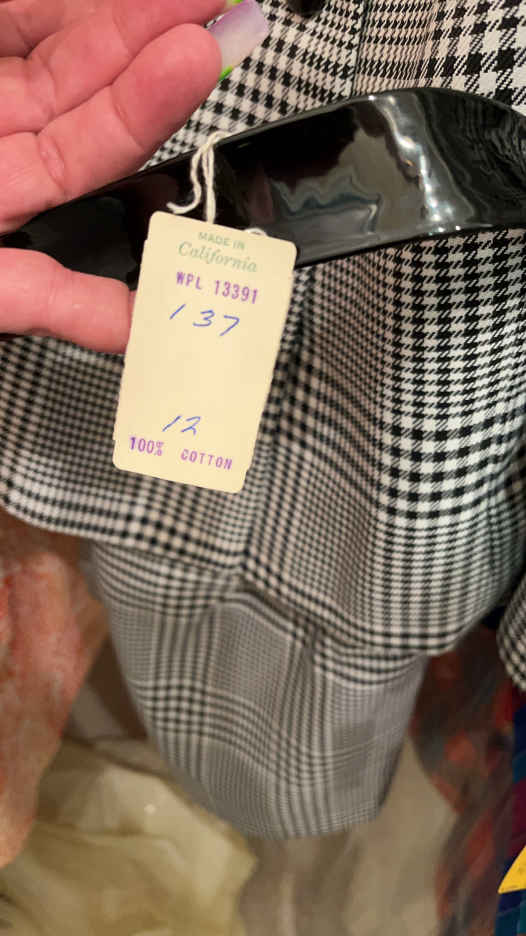 MADE IN
California
WPL 13391
137
12
100% COTTON